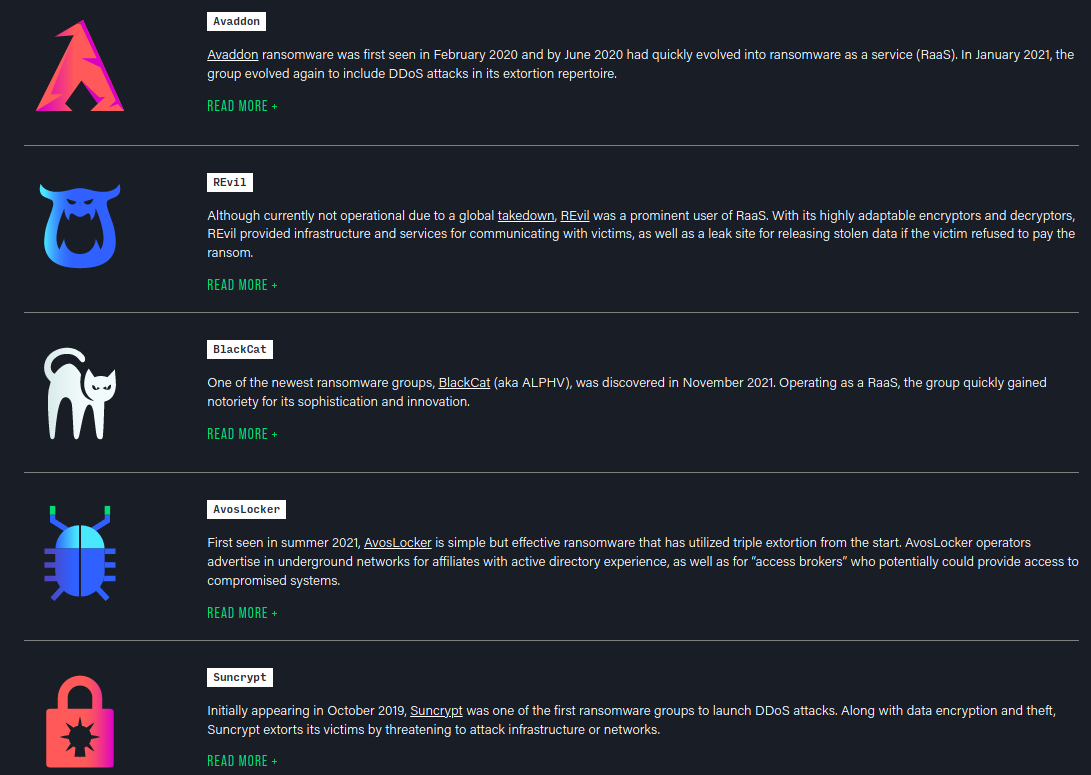 Avaddon
Avaddon ransomware was first seen in February 2020 and by June 2020 had quickly evolved into ransomware as a service (RaaS). In January 2021, the
group evolved again to include DDoS attacks in its extortion repertoire.
READ MORE +
REvil
Although currently not operational due to a global takedown, REvil was a prominent user of RaaS. With its highly adaptable encryptors and decryptors,
REvil provided infrastructure and services for communicating with victims, as well as a leak site for releasing stolen data if the victim refused to pay the
ransom.
READ MORE +
BlackCat
One of the newest ransomware groups, BlackCat (aka ALPHV), was discovered in November 2021. Operating as a RaaS, the group quickly gained
notoriety for its sophistication and innovation.
READ MORE +
AvosLocker
First seen in summer 2021, AvosLocker is simple but effective ransomware that has utilized triple extortion from the start. AvosLocker operators
advertise in underground networks for affiliates with active directory experience, as well as for “access brokers” who potentially could provide access to
compromised systems.
READ MORE +
Suncrypt
Initially appearing in October 2019, Suncrypt was one of the first ransomware groups to launch DDoS attacks. Along with data encryption and theft,
Suncrypt extorts its victims by threatening to attack infrastructure or networks.
READ MORE +